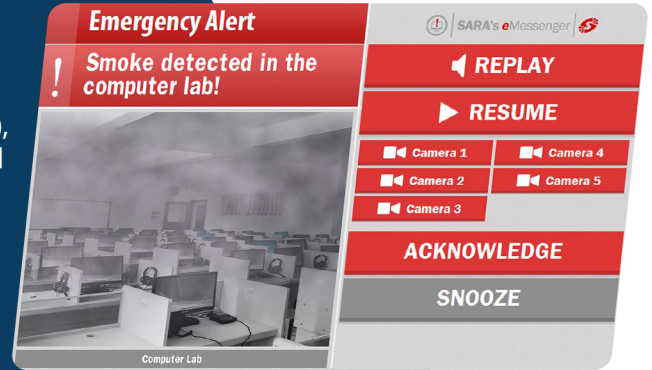 Emergency Alert
! Smoke detected in the
computer lab!
Computer Lab
SARA's eMessenger
REPLAY
RESUME
Camera 1
Camera 4
Camera 2
Camera 5
Camera 3
ACKNOWLEDGE
SNOOZE